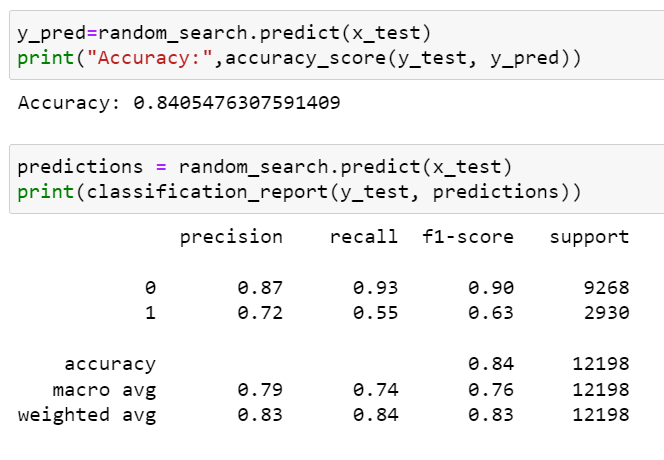 y_pred=random_search.predict(x_test)
print("Accuracy:",accuracy_score(y_test, y_pred))
Accuracy: 0.8405476307591409
predictions = random_search.predict(x_test)
print(classification_report(y_test, predictions))
precision recall f1-score support
0 0.87 0.93 0.90 9268
1 0.72 0.55 0.63 2930
accuracy 0.84 12198
macro avg 0.79 0.74 0.76 12198
weighted avg 0.83 0.84 0.83 12198